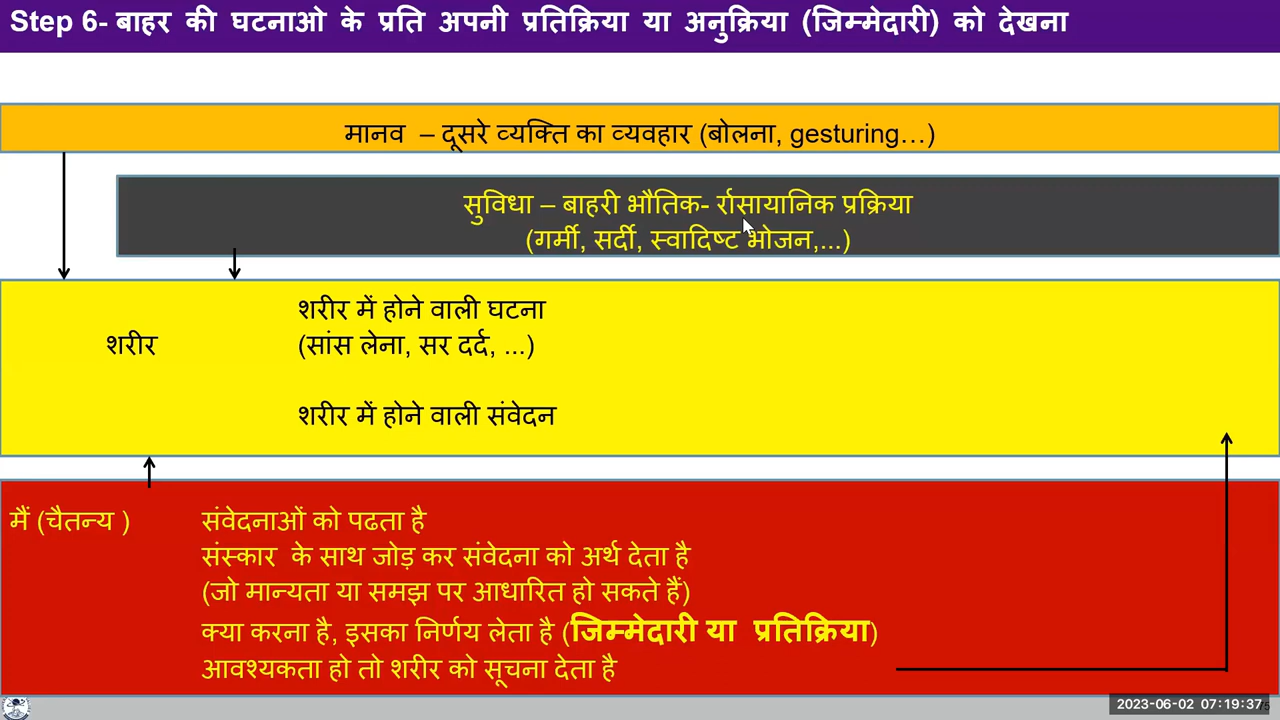 Step 6- बाहर की घटनाओ के प्रति अपनी प्रतिक्रिया या अनुक्रिया (जिम्मेदारी) को देखना
मानव – दूसरे व्यक्ति का व्यवहार (बोलना, gesturing…)
सुविधा – बाहरी भौतिक- र्रासायानिक प्रक्रिया
(गर्मी, सर्दी, स्वादिष्ट भोजन,...)
शरीर में होने वाली घटना
शरीर
(सांस लेना, सर दर्द, ...)
शरीर में होने वाली संवेदन
मैं (चैतन्य ) संवेदनाओं को पढता है
संस्कार के साथ जोड़ कर संवेदना को अर्थ देता है
(जो मान्यता या समझ पर आधारित हो सकते हैं)
क्या करना है, इसका निर्णय लेता है (जिम्मेदारी या प्रतिक्रिया)
आवश्यकता हो तो शरीर को सूचना देता है
2023-06-02 07:19:37